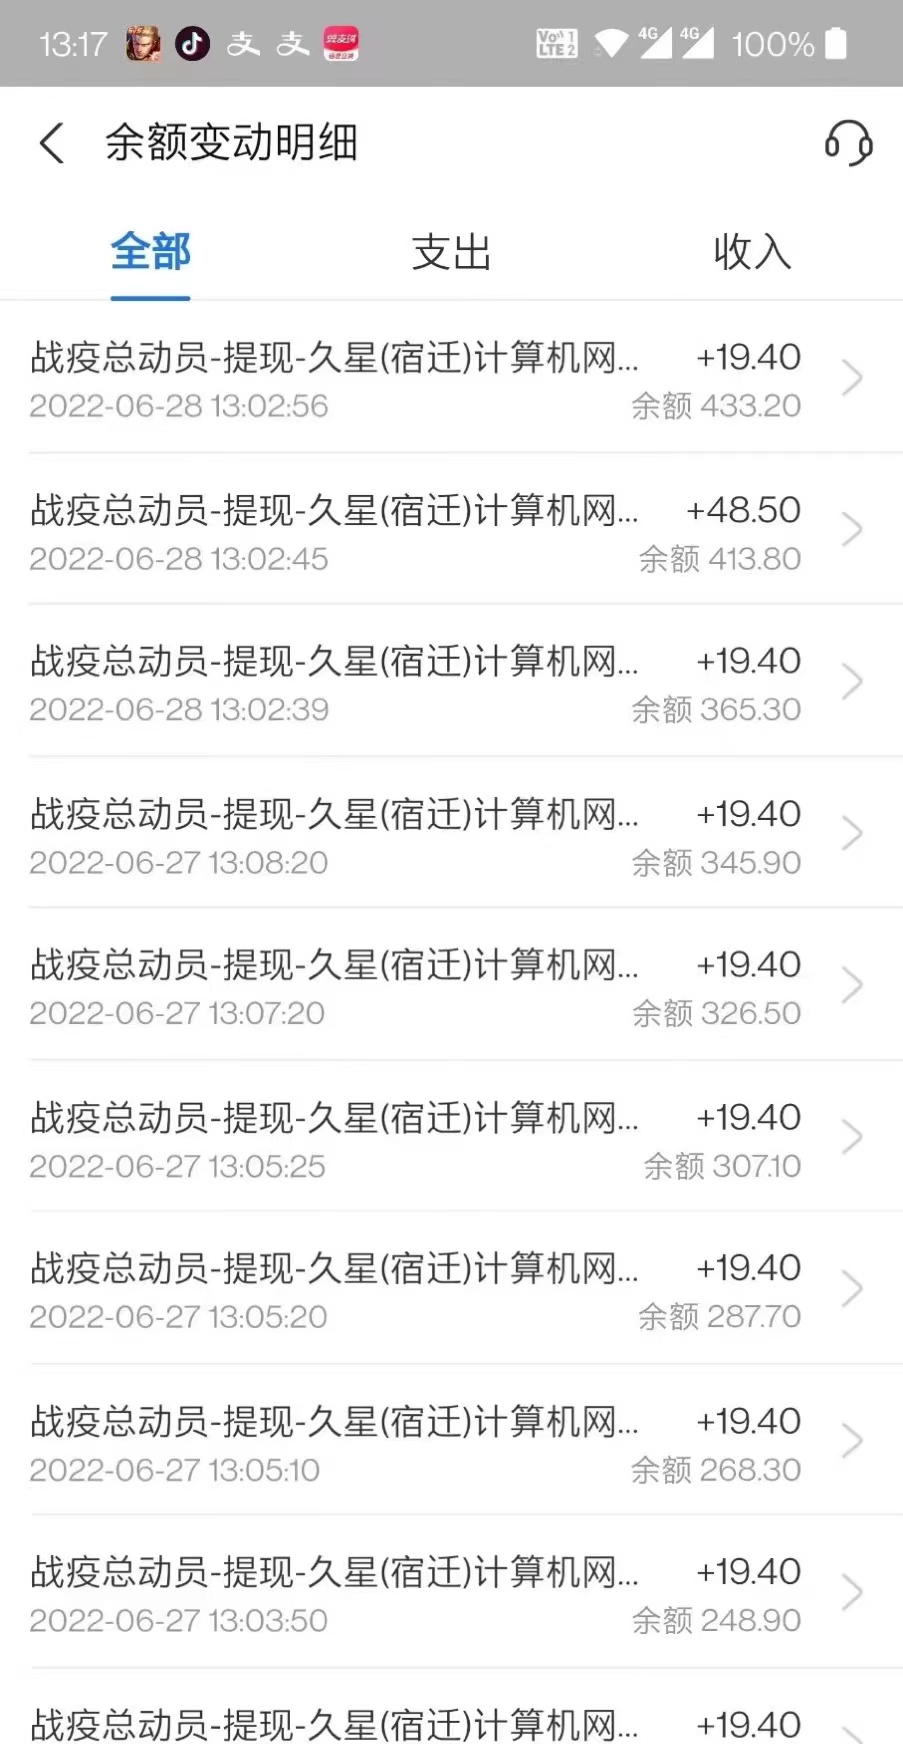 13:17 支 支 Vo 1 LTE 2 4G 4G 100%
余额变动明细
全部 支出 收入
战疫总动员-提现-久星(宿迁)计算机网... +19.40
2022-06-28 13:02:56 余额 433.20
战疫总动员-提现-久星(宿迁)计算机网... +48.50
2022-06-28 13:02:45 余额 413.80
战疫总动员-提现-久星(宿迁)计算机网... +19.40
2022-06-28 13:02:39 余额 365.30
战疫总动员-提现-久星(宿迁)计算机网... +19.40
2022-06-27 13:08:20 余额 345.90
战疫总动员-提现-久星(宿迁)计算机网... +19.40
2022-06-27 13:07:20 余额 326.50
战疫总动员-提现-久星(宿迁)计算机网... +19.40
2022-06-27 13:05:25 余额 307.10
战疫总动员-提现-久星(宿迁)计算机网... +19.40
2022-06-27 13:05:20 余额 287.70
战疫总动员-提现-久星(宿迁)计算机网... +19.40
2022-06-27 13:05:10 余额 268.30
战疫总动员-提现-久星(宿迁)计算机网... +19.40
2022-06-27 13:03:50 余额 248.90
战疫总动员-提现-久星(宿迁)计算机网... +19.40